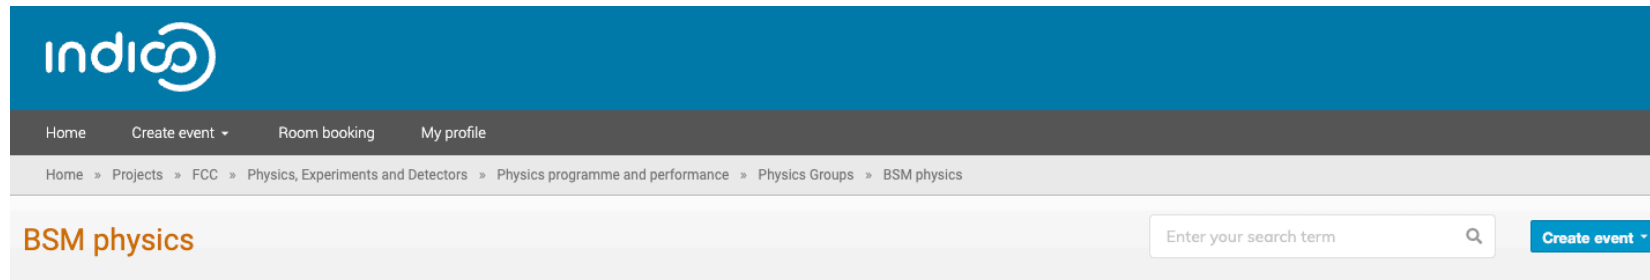 indico
Home Create event Room booking My profile
Home » Projects » FCC » Physics, Experiments and Detectors » Physics programme and performance » Physics Groups » BSM physics
BSM physics Enter your search term Create event